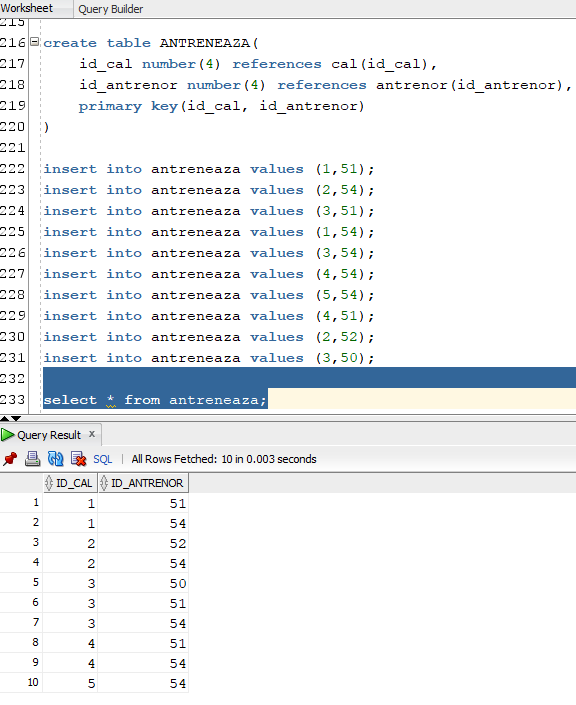 Worksheet Query Builder
215
216 create table ANTRENEAZA(
217 id_cal number(4) references cal(id_cal),
218 id_antrenor number(4) references antrenor(id_antrenor),
219 primary key(id_cal, id_antrenor)
220 )
221
222 insert into antreneaza values (1,51);
223 insert into antreneaza values (2,54);
224 insert into antreneaza values (3,51);
225 insert into antreneaza values (1,54);
226 insert into antreneaza values (3,54);
227 insert into antreneaza values (4,54);
228 insert into antreneaza values (5,54);
229 insert into antreneaza values (4,51);
230 insert into antreneaza values (2,52);
231 insert into antreneaza values (3,50);
232
233 select * from antreneaza;
Query Result x
SQL | All Rows Fetched: 10 in 0.003 seconds
ID_CAL ID_ANTRENOR
1 1 51
2 1 54
3 2 52
4 2 54
5 3 50
6 3 51
7 3 54
8 4 51
9 4 54
10 5 54